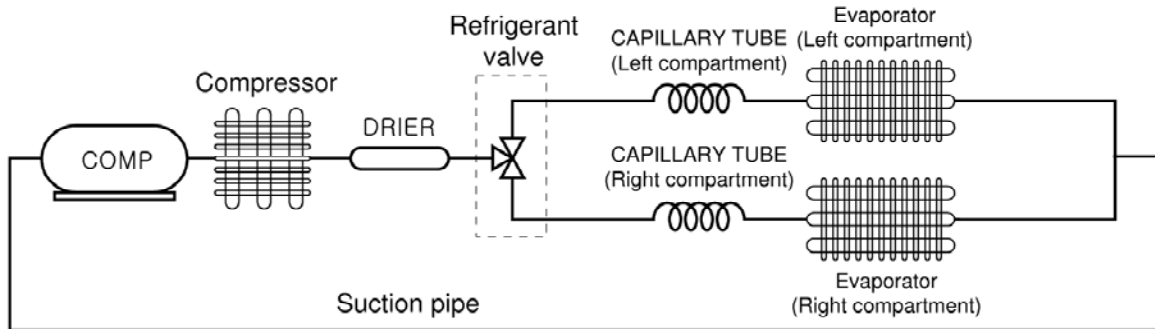 Refrigerant
valve
CAPILLARY TUBE
(Left compartment)
Evaporator
(Left compartment)
Compressor
COMP
DRIER
CAPILLARY TUBE
(Right compartment)
Suction pipe
Evaporator
(Right compartment)